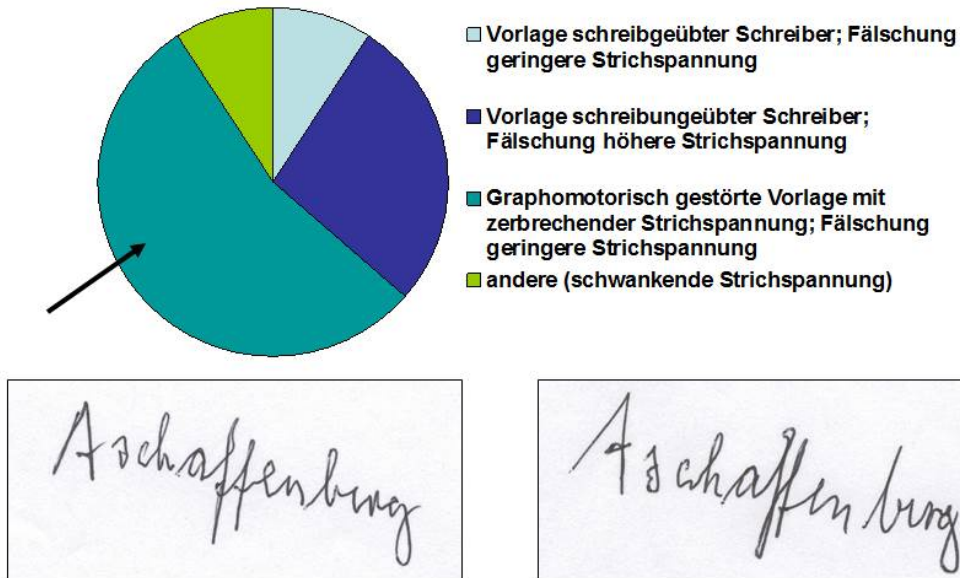 Vorlage schreibgeübter Schreiber; Fälschung
geringere Strichspannung
Vorlage schreibungeübter Schreiber;
Fälschung höhere Strichspannung
Graphomotorisch gestörte Vorlage mit
zerbrechender Strichspannung; Fälschung
geringere Strichspannung
andere (schwankende Strichspannung)
Aschaffenburg
Aschaffenburg